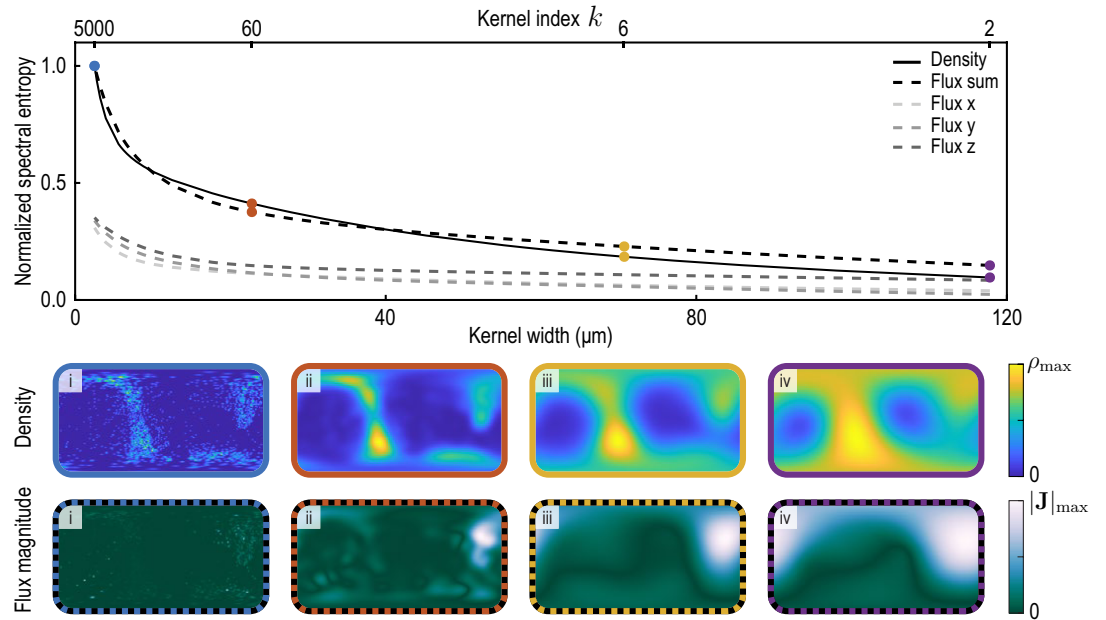 Kernel index k
5000 60 6 2
Normalized spectral entropy
1.0
0.5
0.0
Density
Flux sum
Flux x
Flux y
Flux z
0 40 80 120
Kernel width (µm)
Density
i ii iii iv
ρmax
0
Flux magnitude
i ii iii iv
|J|max
0